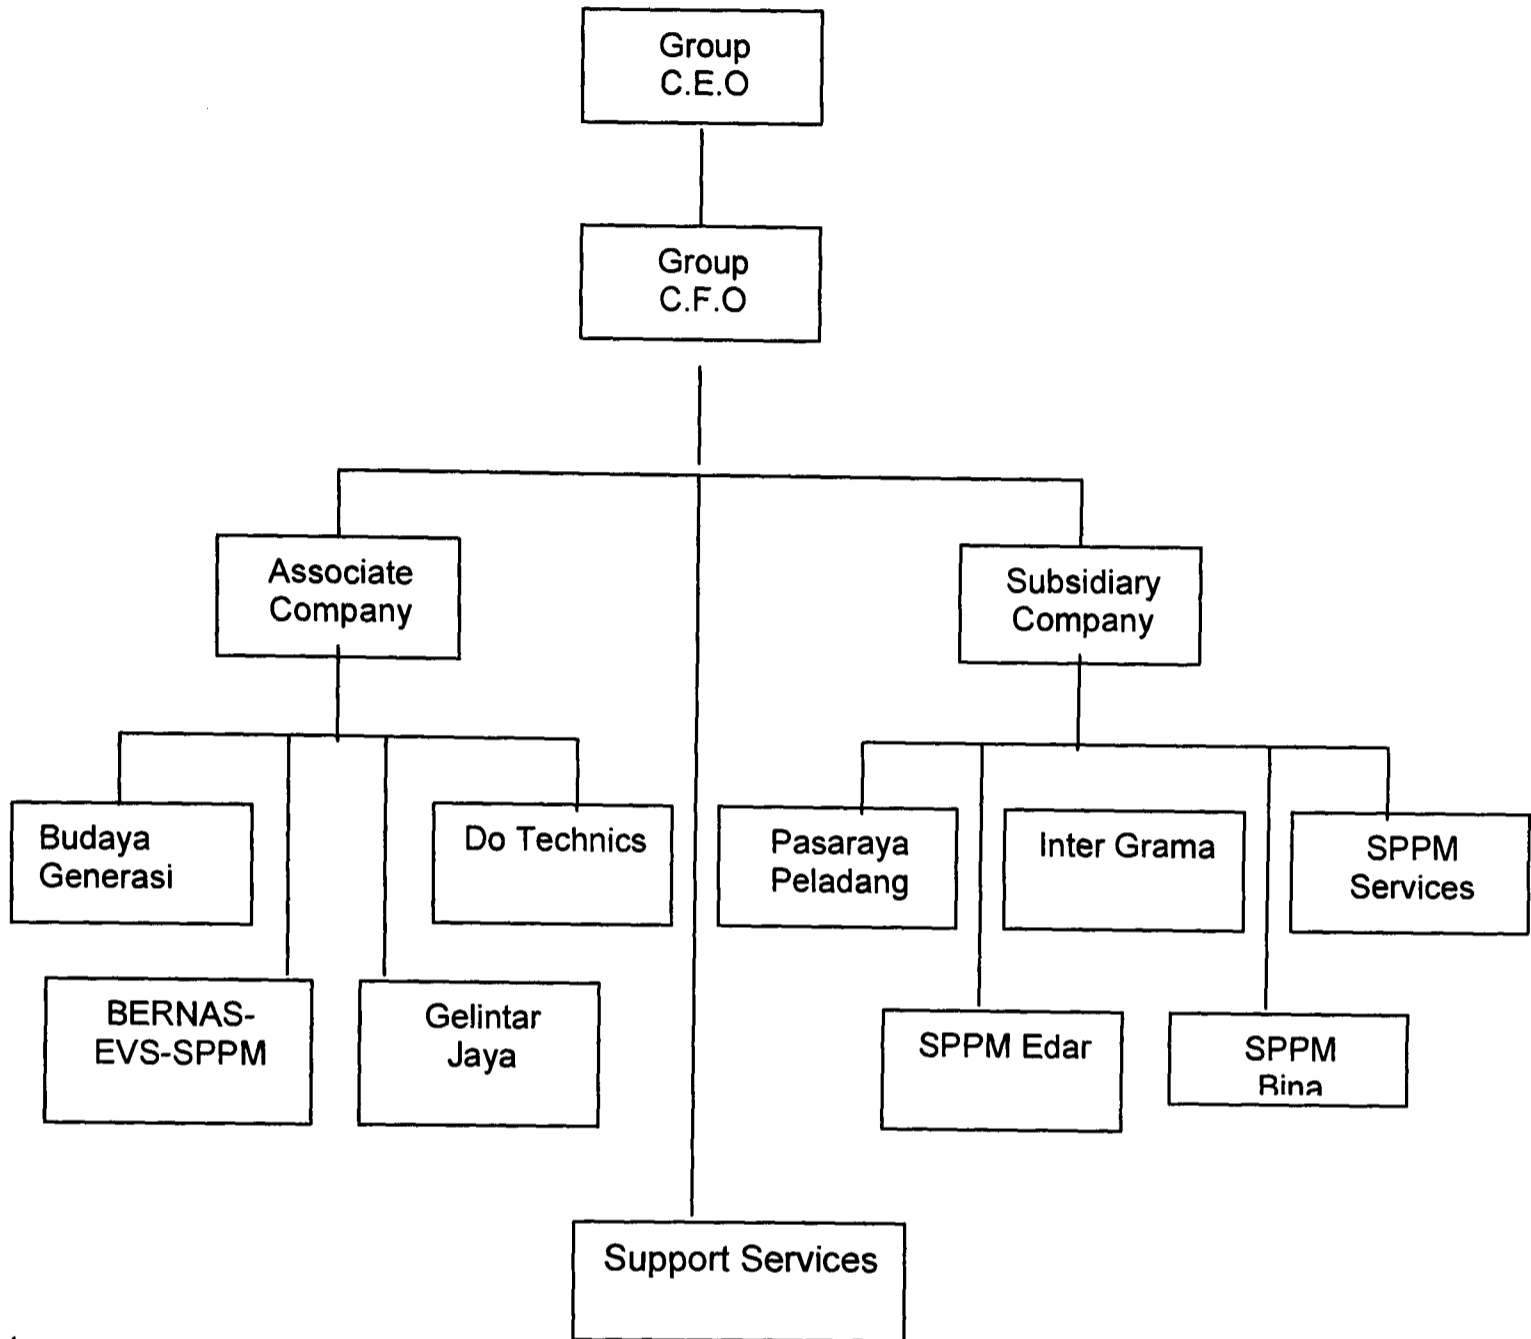 Group
C.E.O
Group
C.F.O
Associate
Company
Subsidiary
Company
Budaya
Generasi
Do Technics
Pasaraya
Peladang
Inter Grama
SPPM
Services
BERNAS-
EVS-SPPM
Gelintar
Jaya
SPPM Edar
SPPM
Bina
Support Services